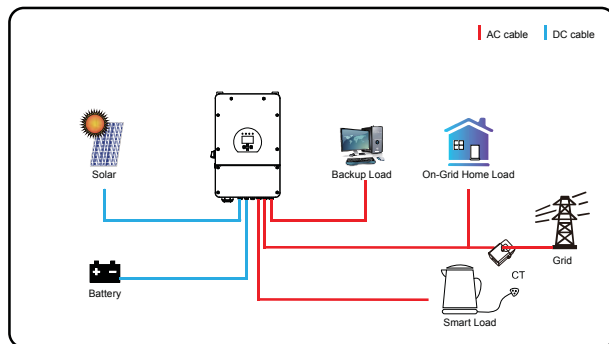 AC cable DC cable
Solar
Backup Load
On-Grid Home Load
Grid
CT
Battery
Smart Load